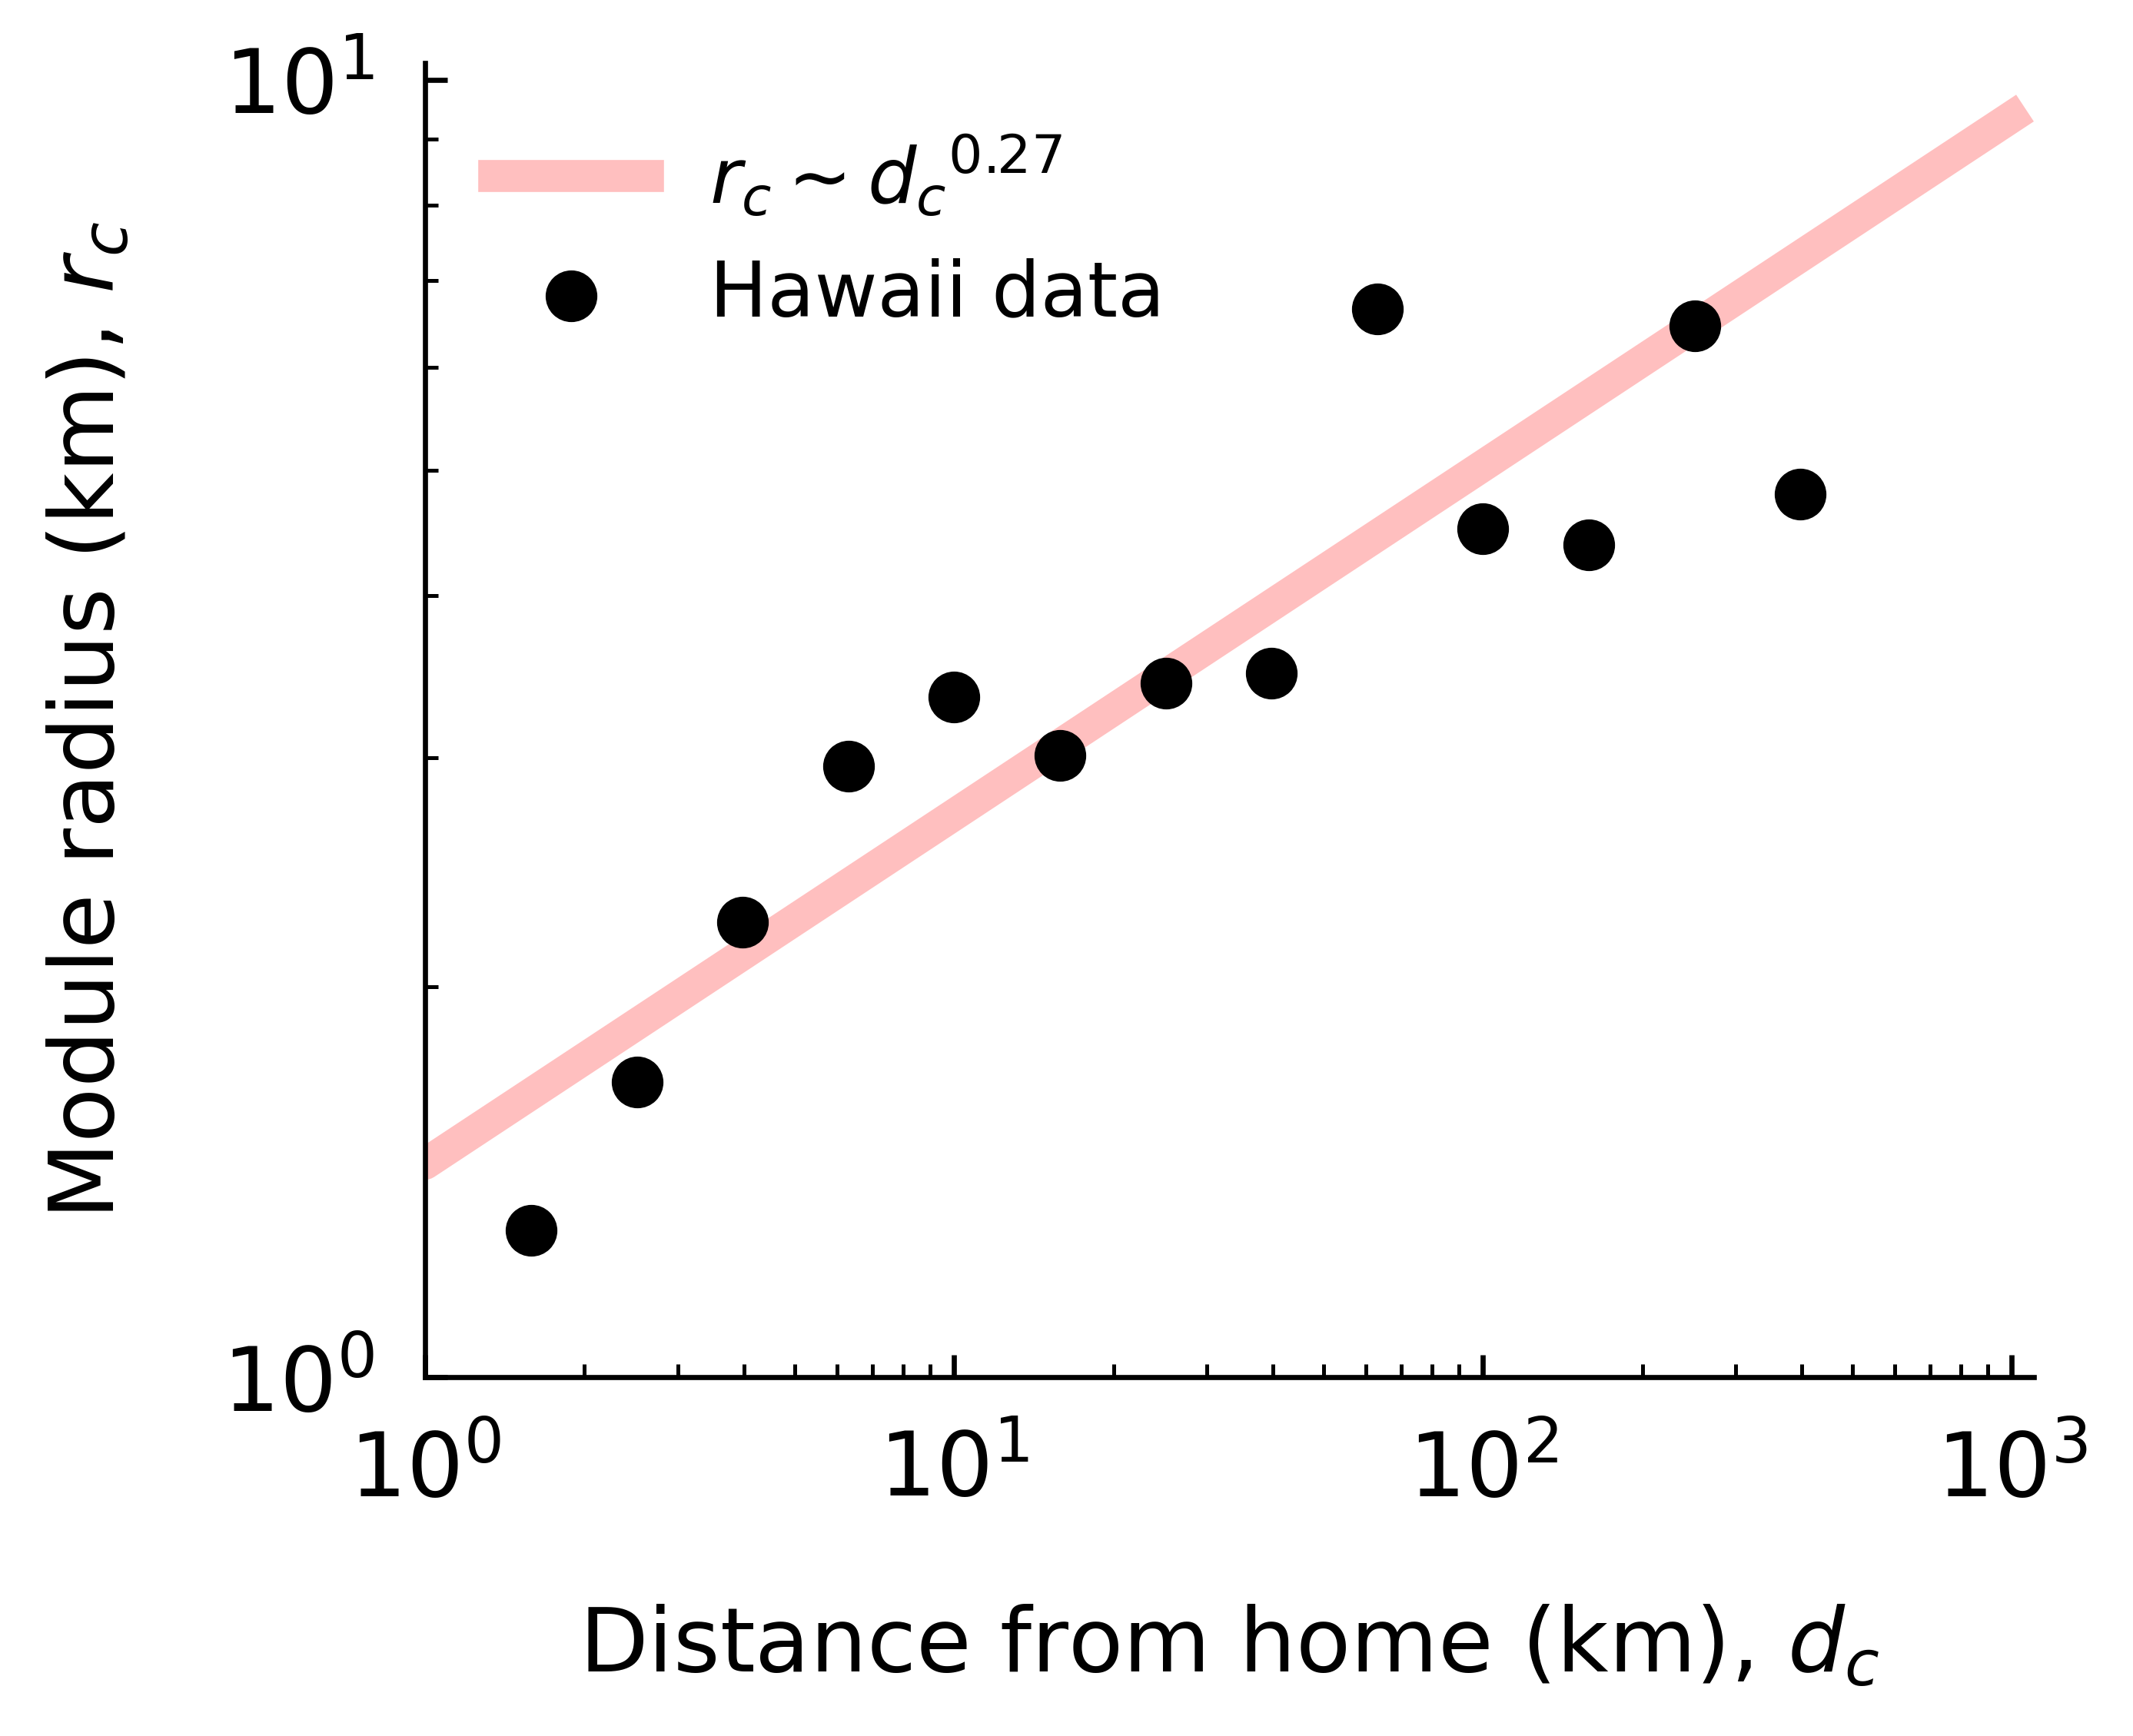 10¹
r_c ~ d_c^0.27
Hawaii data
Module radius (km), r_c
10⁰
10⁰ 10¹ 10² 10³
Distance from home (km), d_c